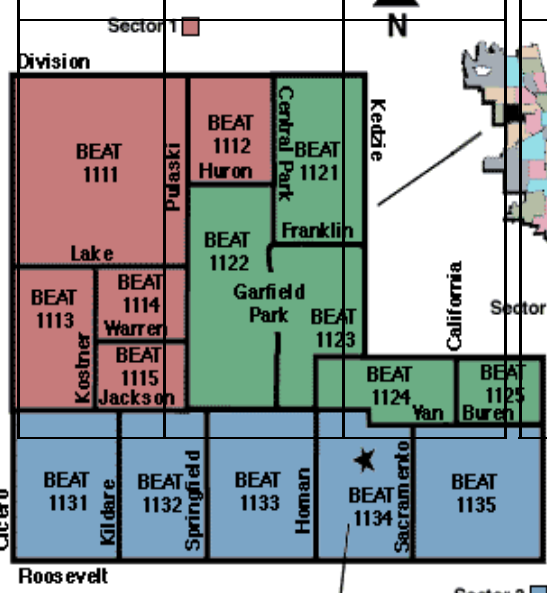 Sector 1
N
Division
BEAT
1111
Pulaski
BEAT
1112
Huron
Central Park
BEAT
1121
Kedzie
Franklin
Lake
BEAT
1122
Garfield
Park
BEAT
1113
Kostner
BEAT
1114
Warren
BEAT
1115
Jackson
BEAT
1123
California
Sector
BEAT
1124
Van Buren
BEAT
1125
Cicero
BEAT
1131
Kildare
BEAT
1132
Springfield
BEAT
1133
Homan
BEAT
1134
Sacramento
BEAT
1135
Roosevelt